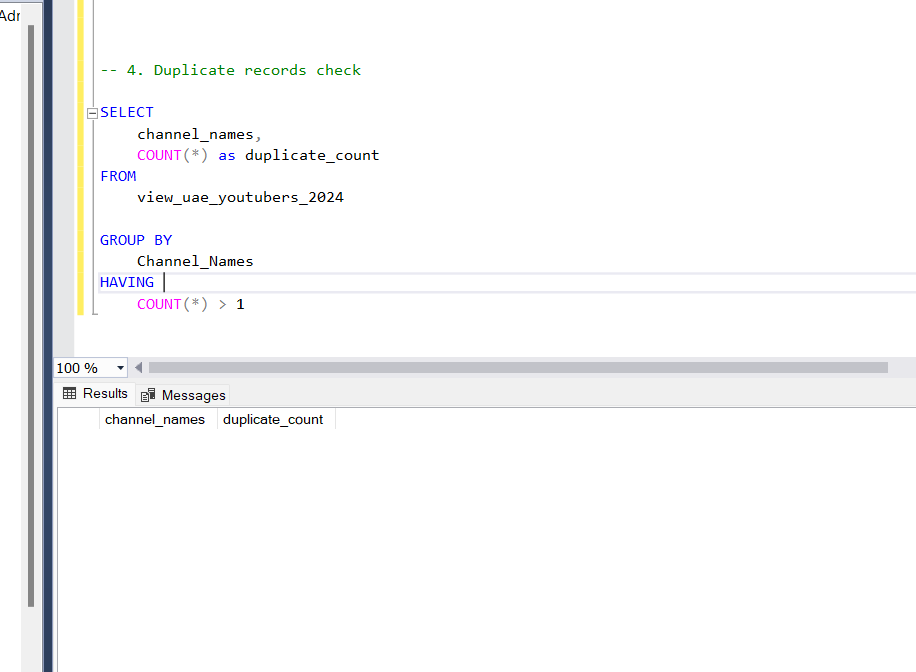 Adr
-- 4. Duplicate records check
SELECT
channel_names,
COUNT(*) as duplicate_count
FROM
view_uae_youtubers_2024
GROUP BY
Channel_Names
HAVING
COUNT(*) > 1
100 %
Results Messages
channel_names duplicate_count